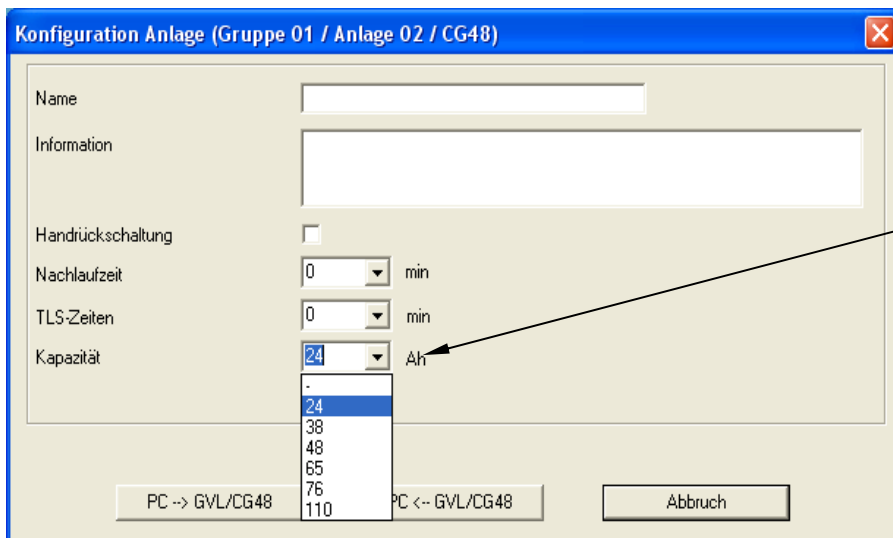 Konfiguration Anlage (Gruppe 01 / Anlage 02 / CG48)
Name
Information
Handrückschaltung
Nachlaufzeit 0 min
TLS-Zeiten 0 min
Kapazität 24 Ah
-
24
38
48
65
76
110
PC --> GVL/CG48 PC <-- GVL/CG48 Abbruch